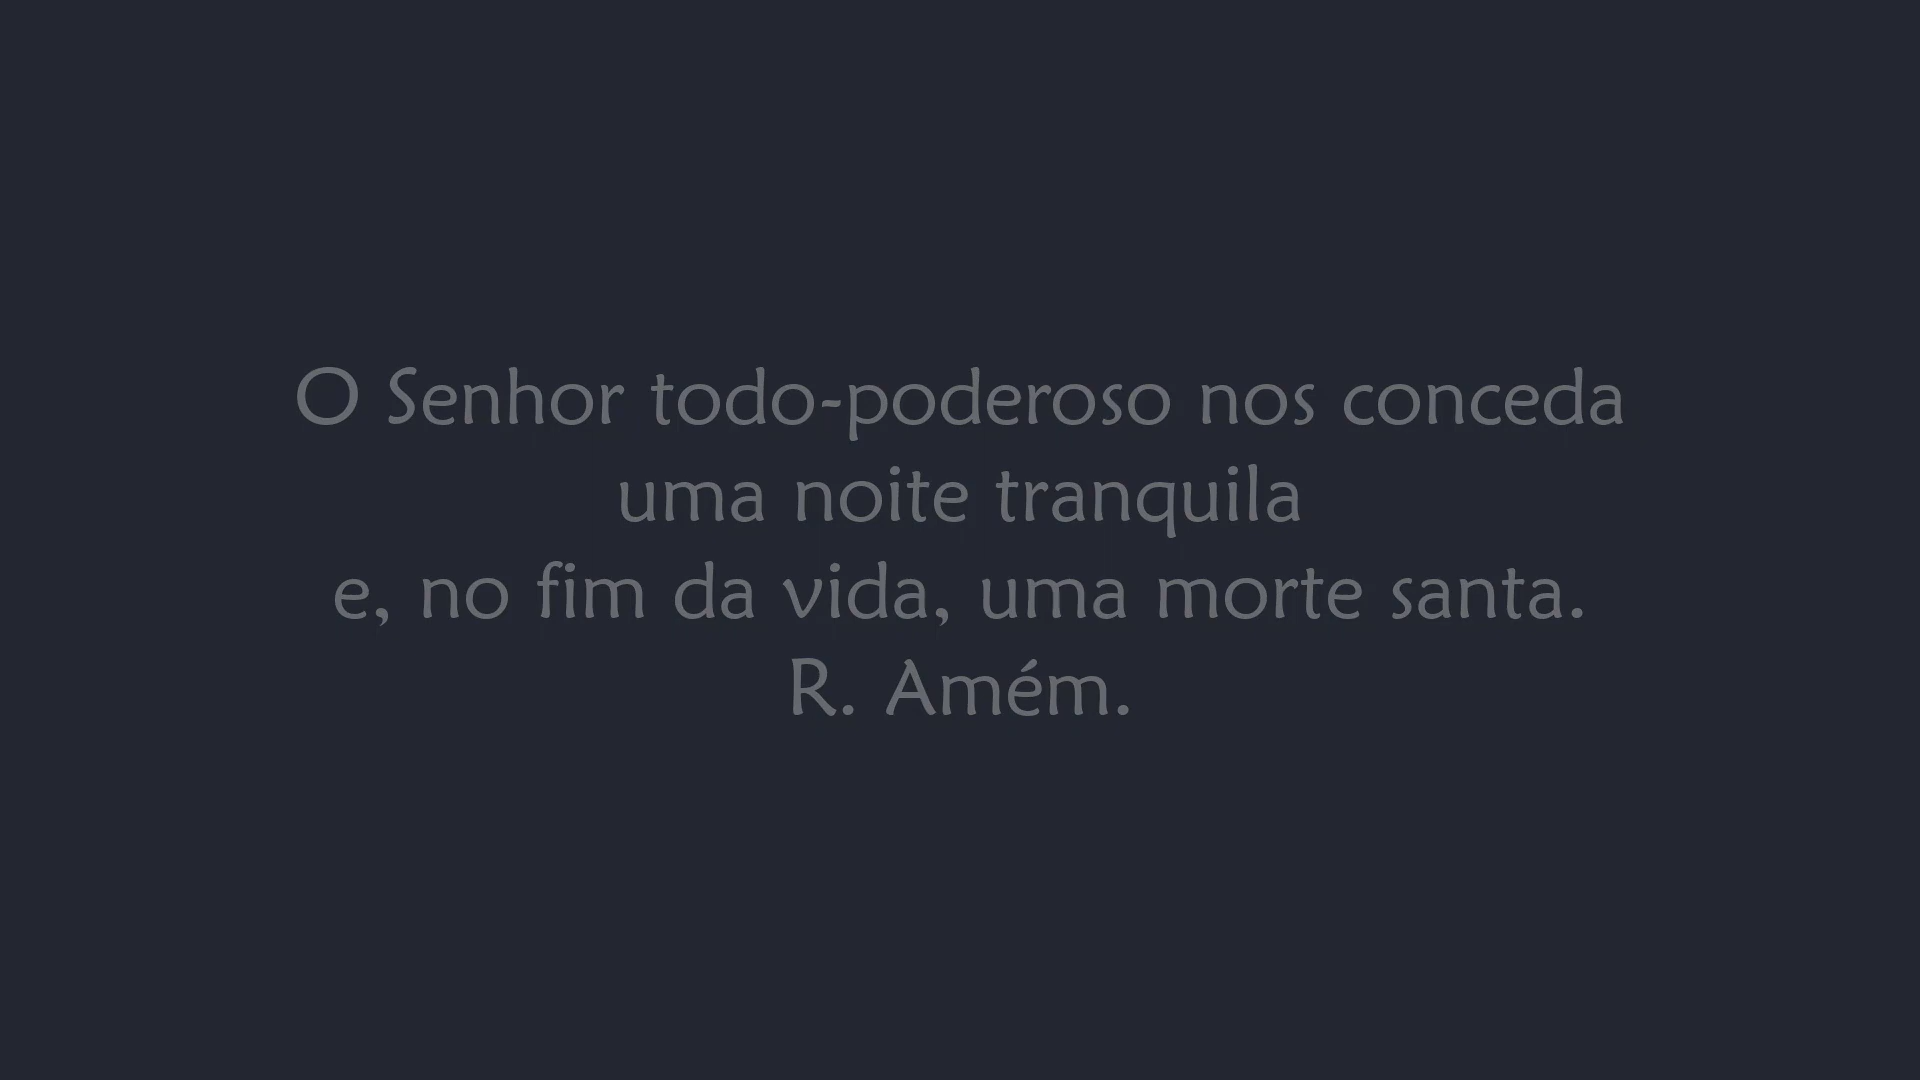 O Senhor todo-poderoso nos conceda
uma noite tranquila
e, no fim da vida, uma morte santa.
R. Amém.